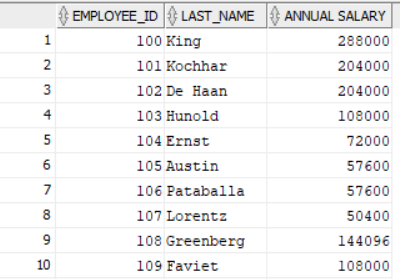 EMPLOYEE_ID LAST_NAME ANNUAL SALARY
1 100 King 288000
2 101 Kochhar 204000
3 102 De Haan 204000
4 103 Hunold 108000
5 104 Ernst 72000
6 105 Austin 57600
7 106 Pataballa 57600
8 107 Lorentz 50400
9 108 Greenberg 144096
10 109 Faviet 108000